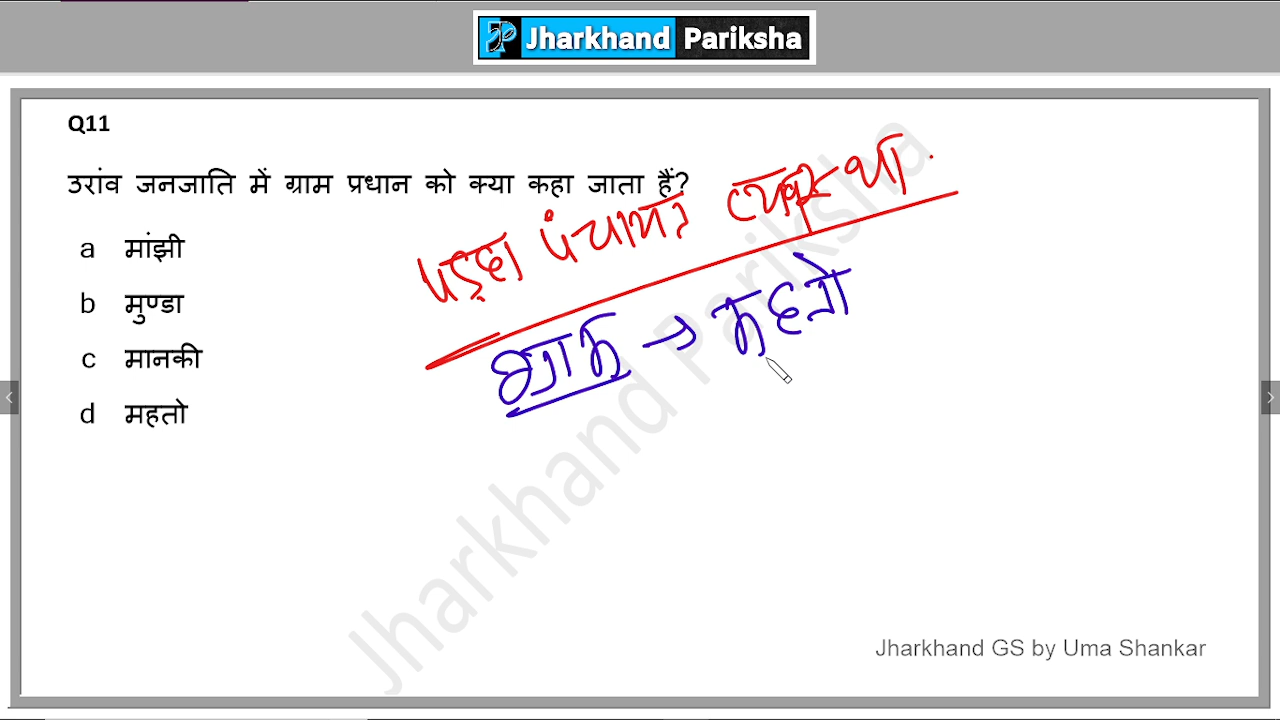 Jharkhand Pariksha
Q11
उरांव जनजाति में ग्राम प्रधान को क्या कहा जाता हैं?
पड़हा पंचायत व्यवस्था.
a मांझी
b मुण्डा
ग्राम → महतो
c मानकी
d महतो
Jharkhand Pariksha
Jharkhand GS by Uma Shankar